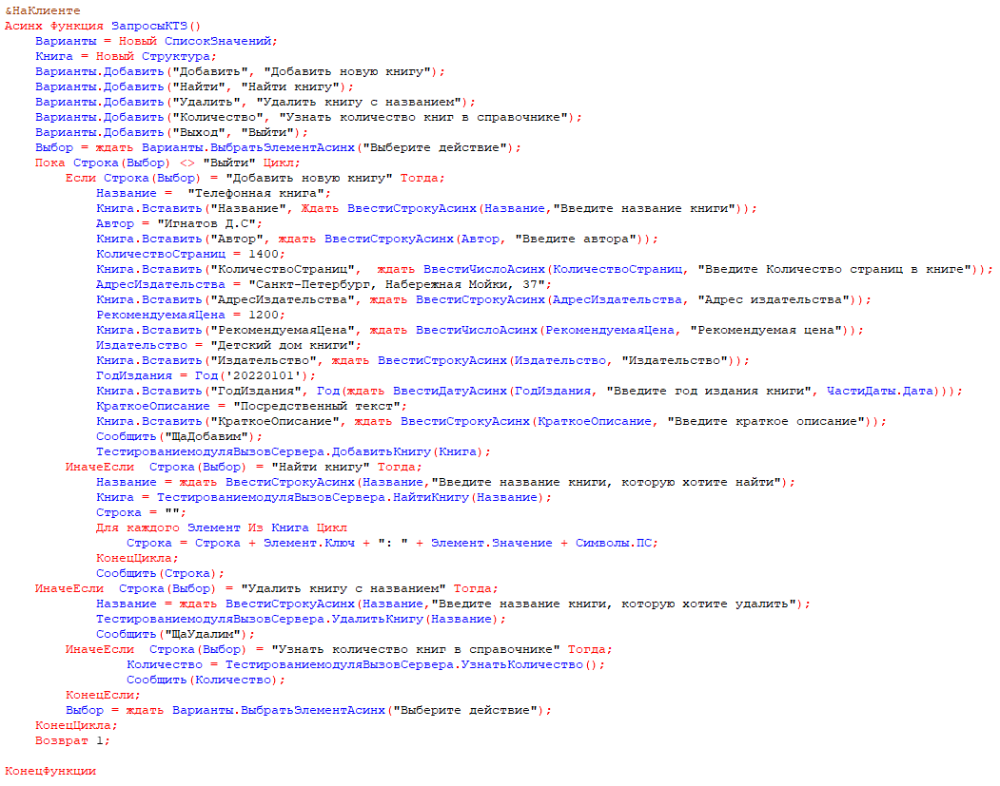 &НаКлиенте
Асинх Функция ЗапросыКТЗ()
    Варианты = Новый СписокЗначений;
    Книга = Новый Структура;
    Варианты.Добавить("Добавить", "Добавить новую книгу");
    Варианты.Добавить("Найти", "Найти книгу");
    Варианты.Добавить("Удалить", "Удалить книгу с названием");
    Варианты.Добавить("Количество", "Узнать количество книг в справочнике");
    Варианты.Добавить("Выход", "Выйти");
    Выбор = ждать Варианты.ВыбратьЭлементАсинх("Выберите действие");
    Пока Строка(Выбор) <> "Выйти" Цикл;
        Если Строка(Выбор) = "Добавить новую книгу" Тогда;
            Название =  "Телефонная книга";
            Книга.Вставить("Название", Ждать ВвестиСтрокуАсинх(Название,"Введите название книги"));
            Автор = "Игнатов Д.С";
            Книга.Вставить("Автор", ждать ВвестиСтрокуАсинх(Автор, "Введите автора"));
            КоличествоСтраниц = 1400;
            Книга.Вставить("КоличествоСтраниц",  ждать ВвестиЧислоАсинх(КоличествоСтраниц, "Введите Количество страниц в книге"));
            АдресИздательства = "Санкт-Петербург, Набережная Мойки, 37";
            Книга.Вставить("АдресИздательства", ждать ВвестиСтрокуАсинх(АдресИздательства, "Адрес издательства"));
            РекомендуемаяЦена = 1200;
            Книга.Вставить("РекомендуемаяЦена", ждать ВвестиЧислоАсинх(РекомендуемаяЦена, "Рекомендуемая цена"));
            Издательство = "Детский дом книги";
            Книга.Вставить("Издательство", ждать ВвестиСтрокуАсинх(Издательство, "Издательство"));
            ГодИздания = Год('20220101');
            Книга.Вставить("ГодИздания", Год(ждать ВвестиДатуАсинх(ГодИздания, "Введите год издания книги", ЧастиДаты.Дата)));
            КраткоеОписание = "Посредственный текст";
            Книга.Вставить("КраткоеОписание", ждать ВвестиСтрокуАсинх(КраткоеОписание, "Введите краткое описание"));
            Сообщить("ЩаДобавим");
            ТестированиемодуляВызовСервера.ДобавитьКнигу(Книга);
        ИначеЕсли  Строка(Выбор) = "Найти книгу" Тогда;
            Название = ждать ВвестиСтрокуАсинх(Название,"Введите название книги, которую хотите найти");
            Книга = ТестированиемодуляВызовСервера.НайтиКнигу(Название);
            Строка = "";
            Для каждого Элемент Из Книга Цикл
                Строка = Строка + Элемент.Ключ + ": " + Элемент.Значение + Символы.ПС;
            КонецЦикла;
            Сообщить(Строка);
    ИначеЕсли  Строка(Выбор) = "Удалить книгу с названием" Тогда;
            Название = ждать ВвестиСтрокуАсинх(Название,"Введите название книги, которую хотите удалить");
            ТестированиемодуляВызовСервера.УдалитьКнигу(Название);
            Сообщить("ЩаУдалим");
        ИначеЕсли  Строка(Выбор) = "Узнать количество книг в справочнике" Тогда;
                Количество = ТестированиемодуляВызовСервера.УзнатьКоличество();
                Сообщить(Количество);
        КонецЕсли;
        Выбор = ждать Варианты.ВыбратьЭлементАсинх("Выберите действие");
    КонецЦикла;
    Возврат 1;
КонецФункции